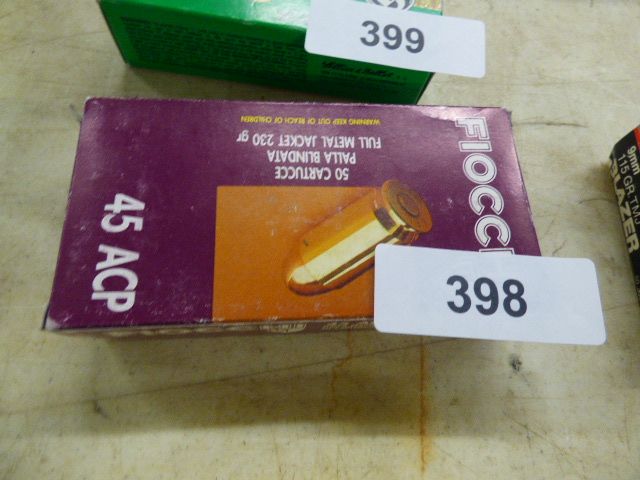 399
FIOCCHI
WARNING KEEP OUT OF REACH OF CHILDREN
50 CARTUCCE
PALLA BLINDATA
FULL METAL JACKET 230 gr
45 ACP
398
9mm
115 GR.
BLAZER